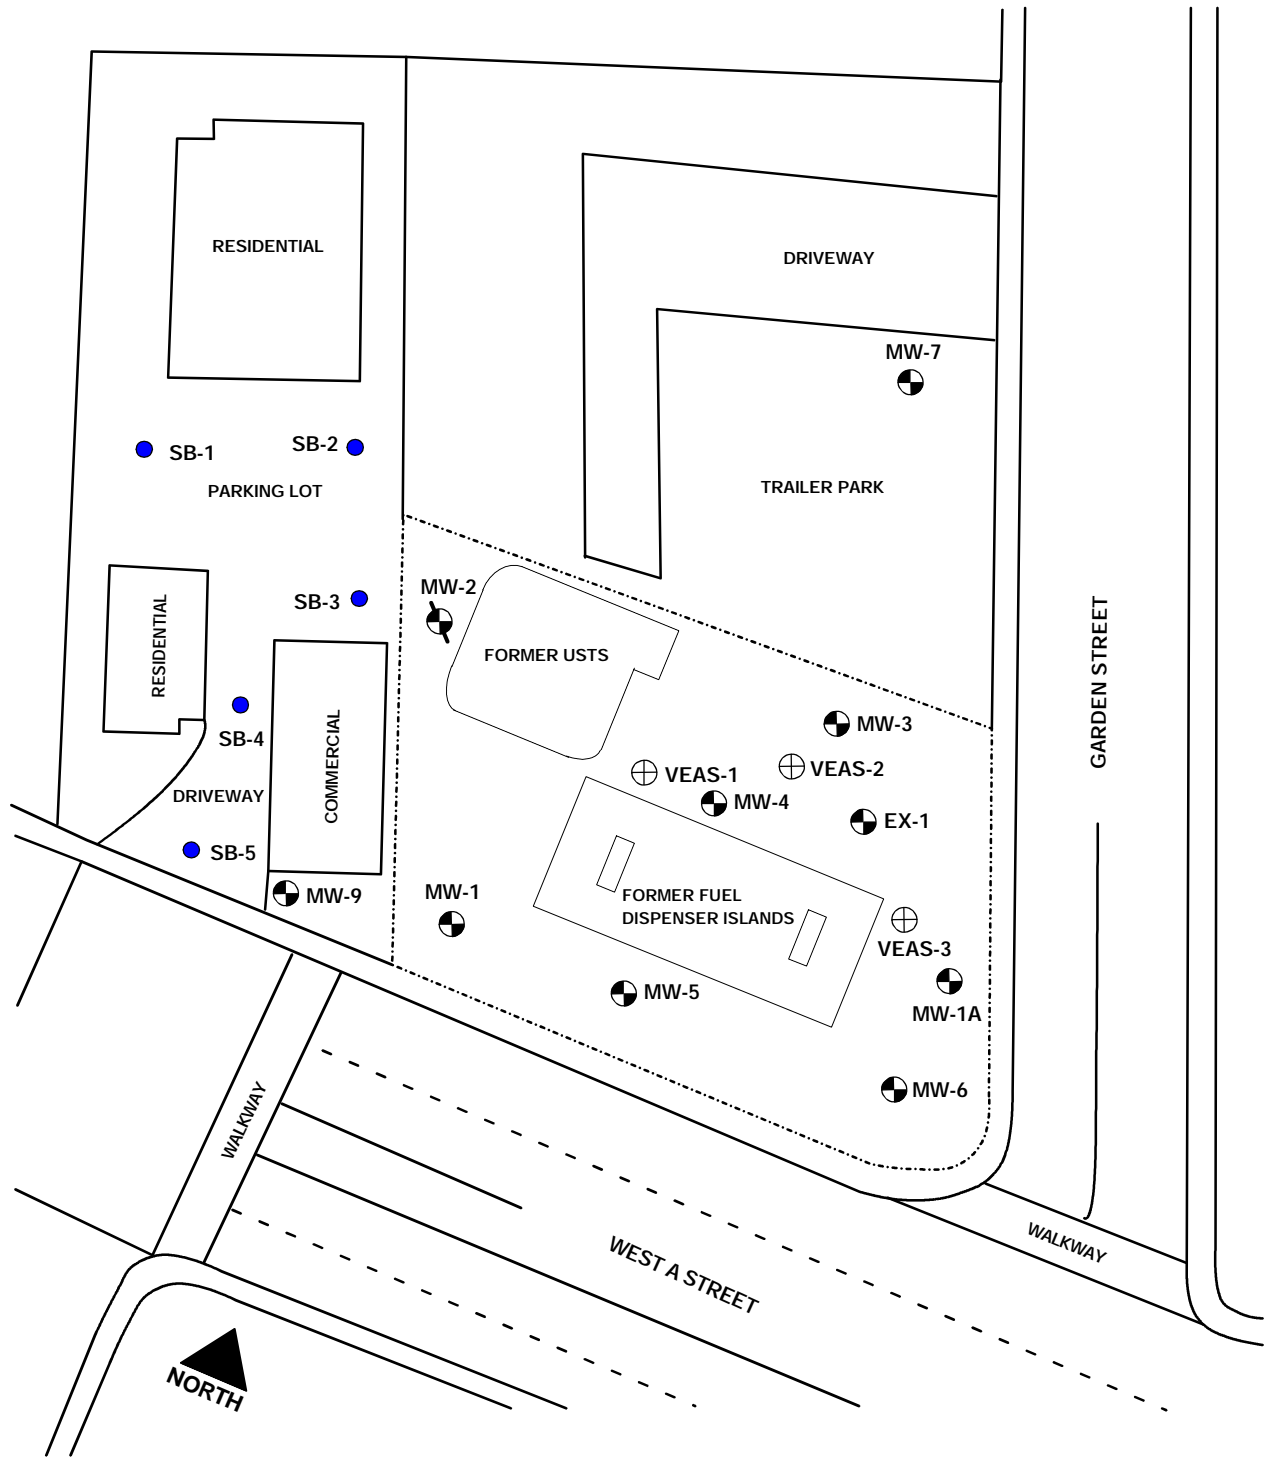 RESIDENTIAL
DRIVEWAY
MW-7
SB-1
SB-2
PARKING LOT
TRAILER PARK
MW-2
SB-3
RESIDENTIAL
FORMER USTS
GARDEN STREET
SB-4
COMMERCIAL
MW-3
VEAS-1
VEAS-2
DRIVEWAY
MW-4
EX-1
SB-5
MW-9
MW-1
FORMER FUEL
DISPENSER ISLANDS
VEAS-3
MW-5
MW-1A
MW-6
WALKWAY
WALKWAY
WEST A STREET
NORTH